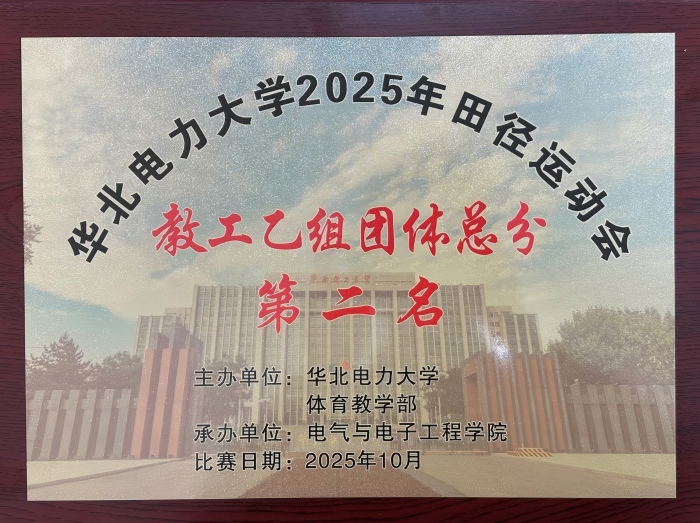 华北电力大学2025年田径运动会
教工乙组团体总分
第二名
主办单位：华北电力大学
体育教学部
承办单位：电气与电子工程学院
比赛日期：2025年10月